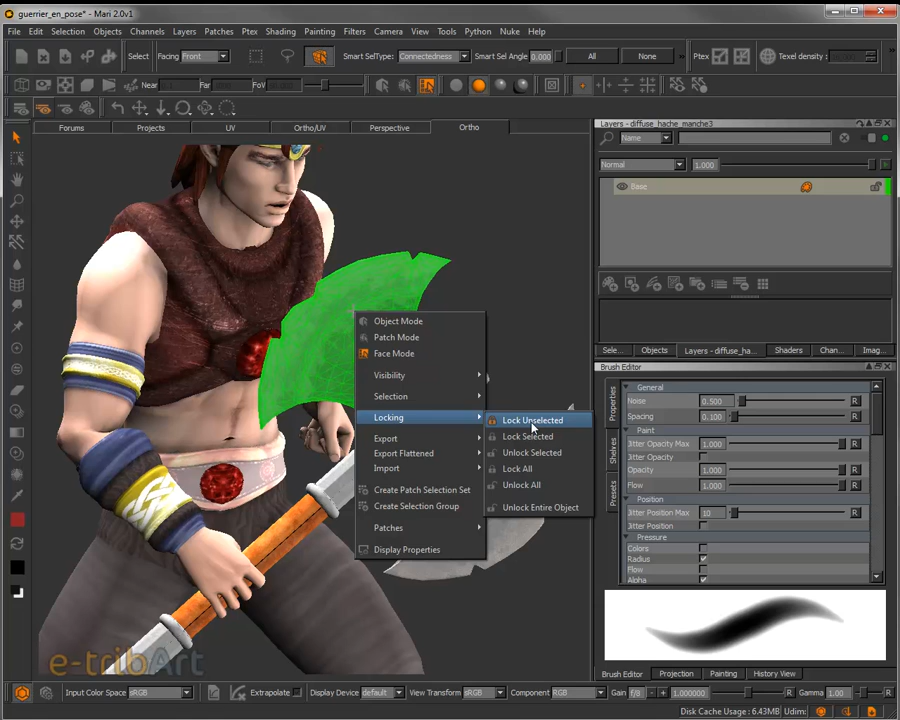 guerrier_en_pose* - Mari 2.0v1
File Edit Selection Objects Channels Layers Patches Ptex Shading Painting Filters Camera View Tools Python Nuke Help
Select Facing Front Smart SelType: Connectedness Smart Sel Angle 0.000 All None Ptex Texel density
Near Far FoV
Forums Projects UV Ortho/UV Perspective Ortho
Layers - diffuse_hache_manche3
Name
Normal 1.000
Base
Object Mode
Patch Mode
Face Mode
Visibility
Selection
Locking
Export
Export Flattened
Import
Create Patch Selection Set
Create Selection Group
Patches
Display Properties
Lock Unselected
Lock Selected
Unlock Selected
Lock All
Unlock All
Unlock Entire Object
Sele... Objects Layers - diffuse_ha... Shaders Chan... Imag...
Brush Editor
Properties
Shelves
Presets
General
Noise 0.500 R
Spacing 0.100 R
Paint
Jitter Opacity Max 1.000 R
Jitter Opacity
Opacity 1.000 R
Flow 1.000 R
Position
Jitter Position Max 10 R
Jitter Position
Pressure
Colors
Radius
Flow
Alpha
Brush Editor Projection Painting History View
e-tribArt
Input Color Space sRGB Extrapolate Display Device default View Transform sRGB Component RGB Gain f/8 1.000000 R Gamma 1.00 R
Disk Cache Usage : 6.43MB Udim: